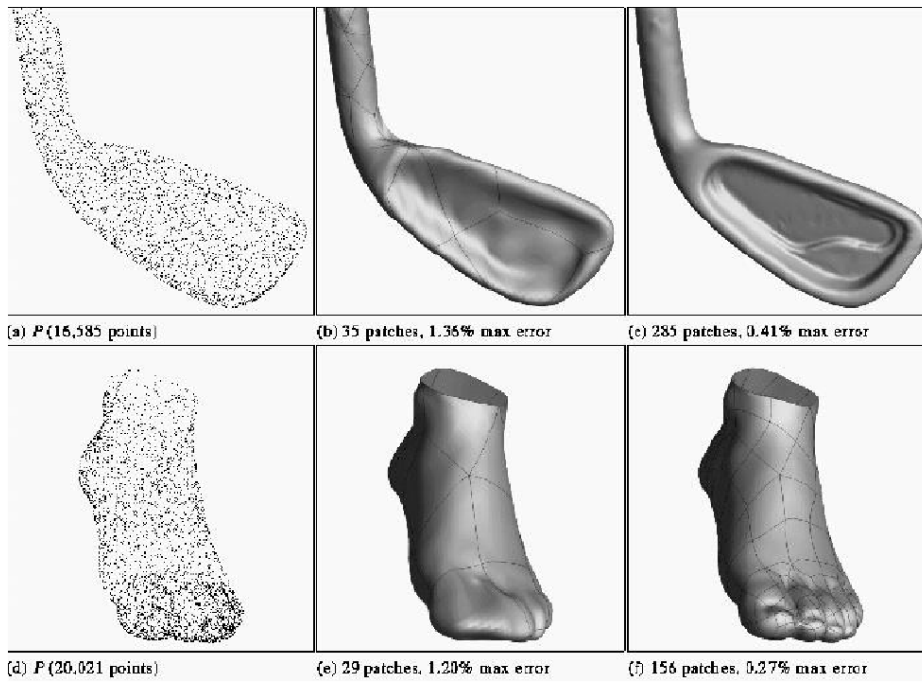 (a) P (16,585 points)
(b) 35 patches, 1.36% max error
(c) 285 patches, 0.41% max error
(d) P (20,021 points)
(e) 29 patches, 1.20% max error
(f) 156 patches, 0.27% max error